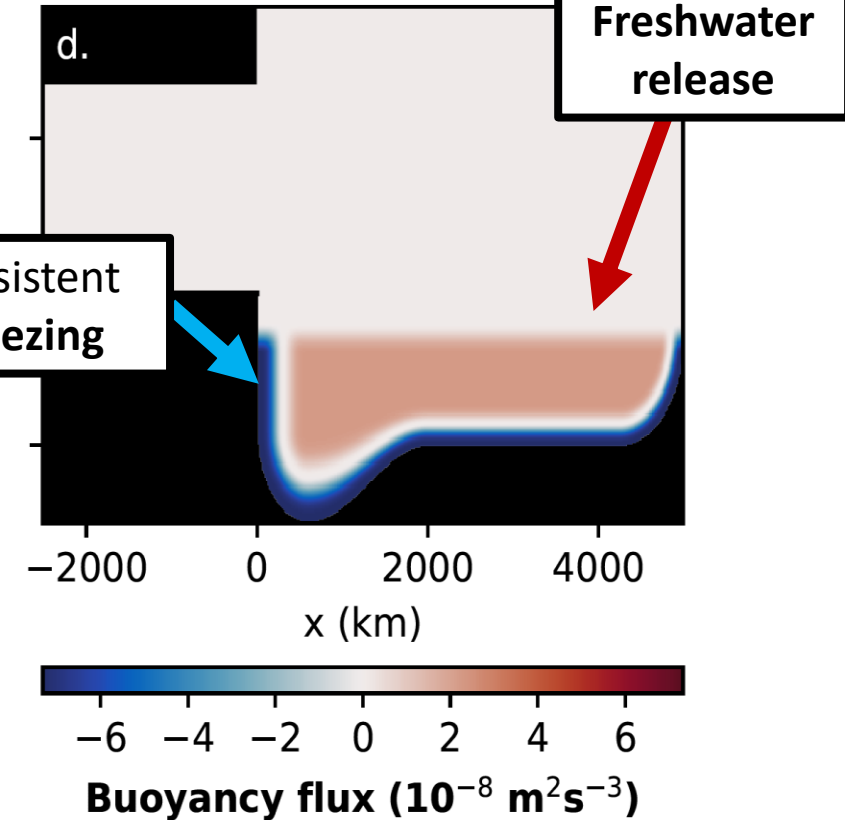 d.
Freshwater
release
sistent
ezing
−2000 0 2000 4000
x (km)
−6 −4 −2 0 2 4 6
Buoyancy flux (10⁻⁸ m²s⁻³)